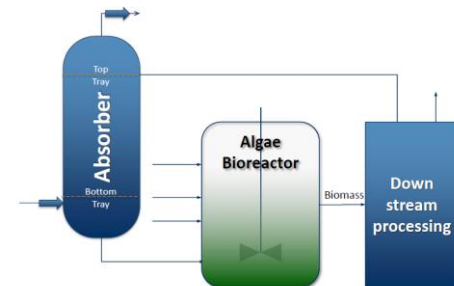 Top
Tray
Absorber
Bottom
Tray
Algae
Bioreactor
Biomass
Down
stream
processing